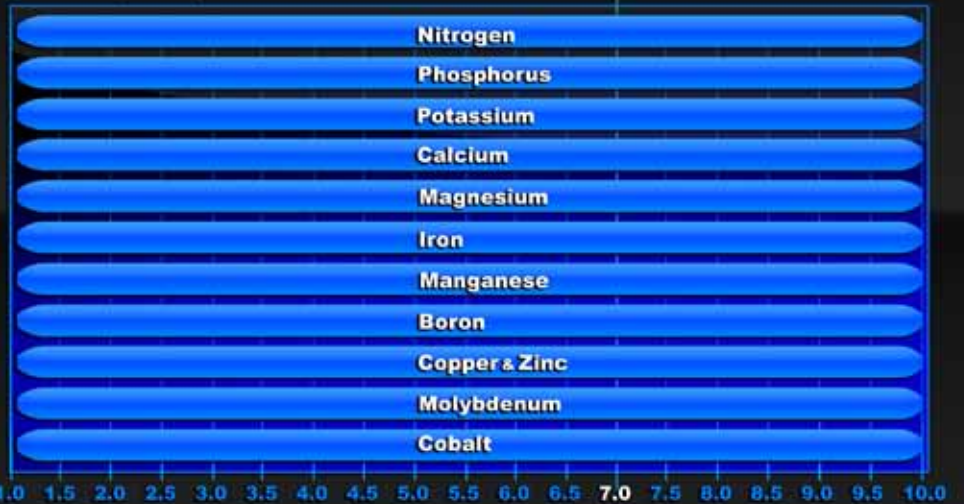 Nitrogen
Phosphorus
Potassium
Calcium
Magnesium
Iron
Manganese
Boron
Copper & Zinc
Molybdenum
Cobalt
1.0 1.5 2.0 2.5 3.0 3.5 4.0 4.5 5.0 5.5 6.0 6.5 7.0 7.5 8.0 8.5 9.0 9.5 10.0